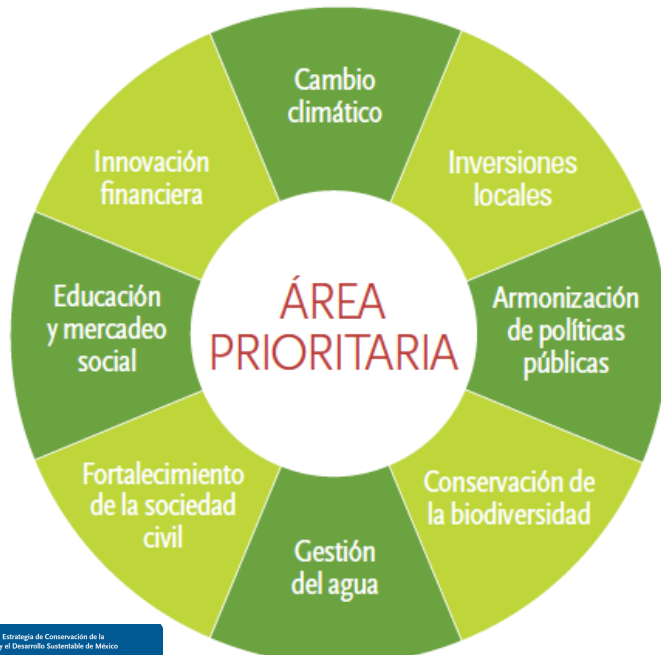 Cambio
climático
Inversiones
locales
Armonización
de políticas
públicas
Conservación de
la biodiversidad
Gestión
del agua
Fortalecimiento
de la sociedad
civil
Educación
y mercadeo
social
Innovación
financiera
ÁREA
PRIORITARIA
Estrategia de Conservación de la
y el Desarrollo Sustentable de México